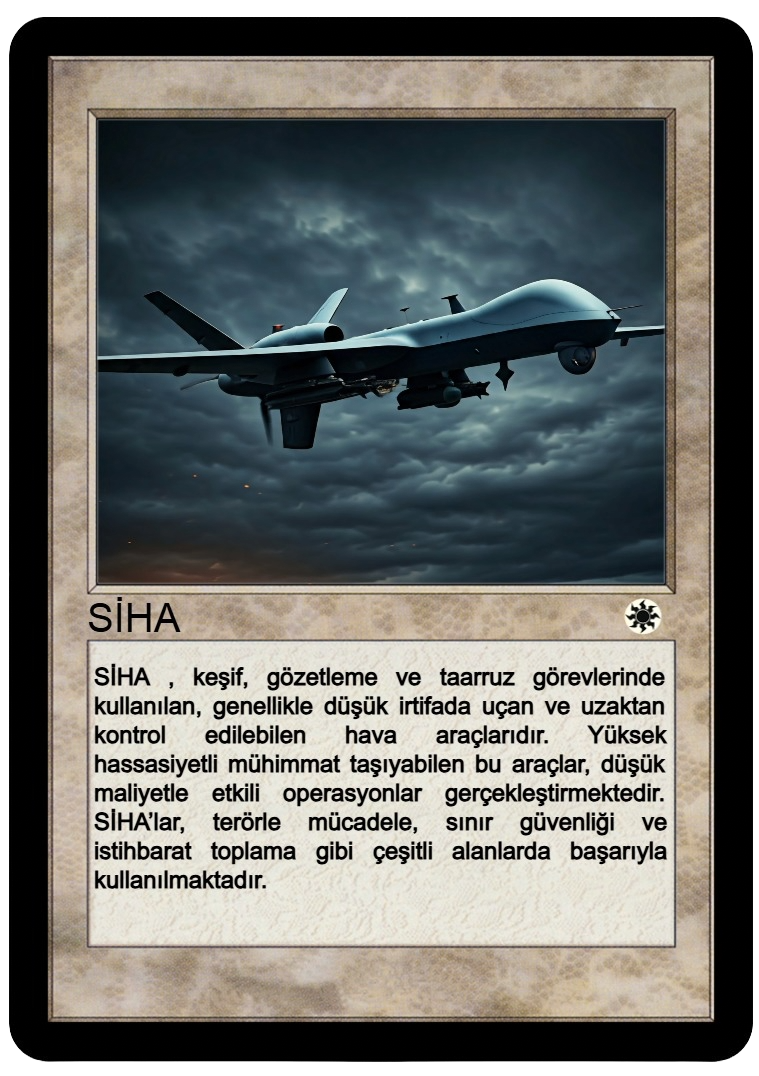 SİHA
SİHA , keşif, gözetleme ve taarruz görevlerinde
kullanılan, genellikle düşük irtifada uçan ve uzaktan
kontrol edilebilen hava araçlarıdır. Yüksek
hassasiyetli mühimmat taşıyabilen bu araçlar, düşük
maliyetle etkili operasyonlar gerçekleştirmektedir.
SİHA’lar, terörle mücadele, sınır güvenliği ve
istihbarat toplama gibi çeşitli alanlarda başarıyla
kullanılmaktadır.